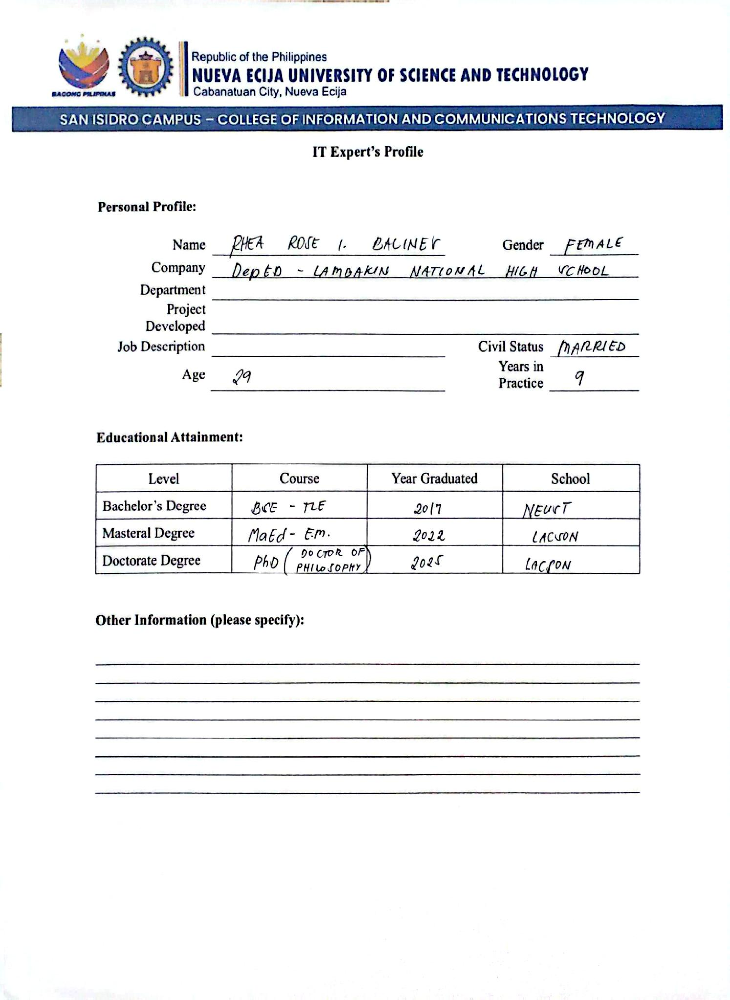 BAGONG PILIPINAS
Republic of the Philippines
NUEVA ECIJA UNIVERSITY OF SCIENCE AND TECHNOLOGY
Cabanatuan City, Nueva Ecija
SAN ISIDRO CAMPUS – COLLEGE OF INFORMATION AND COMMUNICATIONS TECHNOLOGY
IT Expert's Profile
Personal Profile:
Name RHEA ROSE I. Gender FEMALE
Company DepED - LAMBAKIN NATIONAL HIGH SCHOOL
Department
Project
Developed
Job Description Civil Status MARRIED
Age 29 Years in
Practice 9
Educational Attainment:
Level Course Year Graduated School
Bachelor's Degree BSE - TLE 2017 NEUST
Masteral Degree MaEd - E.m. 2022 LACSON
Doctorate Degree PhD (DOCTOR OF
PHILOSOPHY) 2025 LACSON
Other Information (please specify):